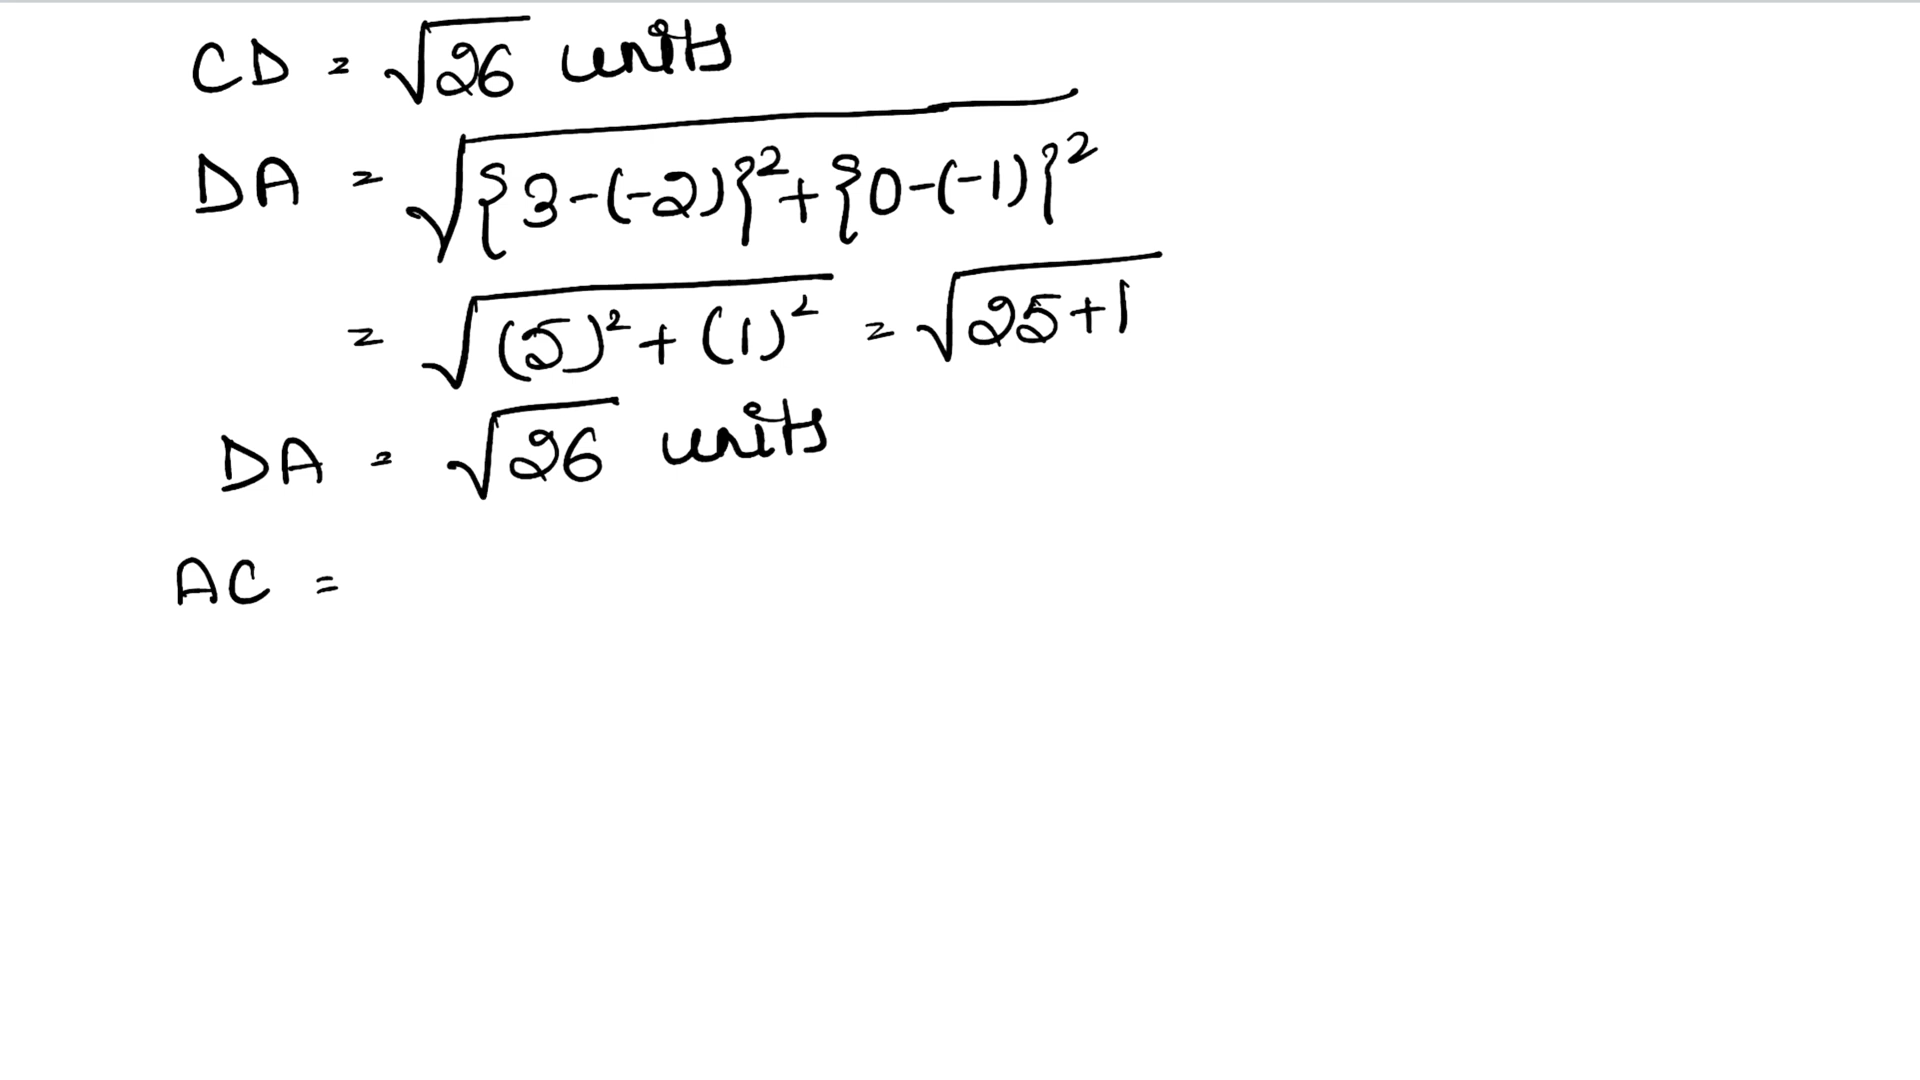 CD = √26 units
DA = √{3-(-2)}²+{0-(-1)}²
= √(5)²+(1)² = √25+1
DA = √26 units
AC =